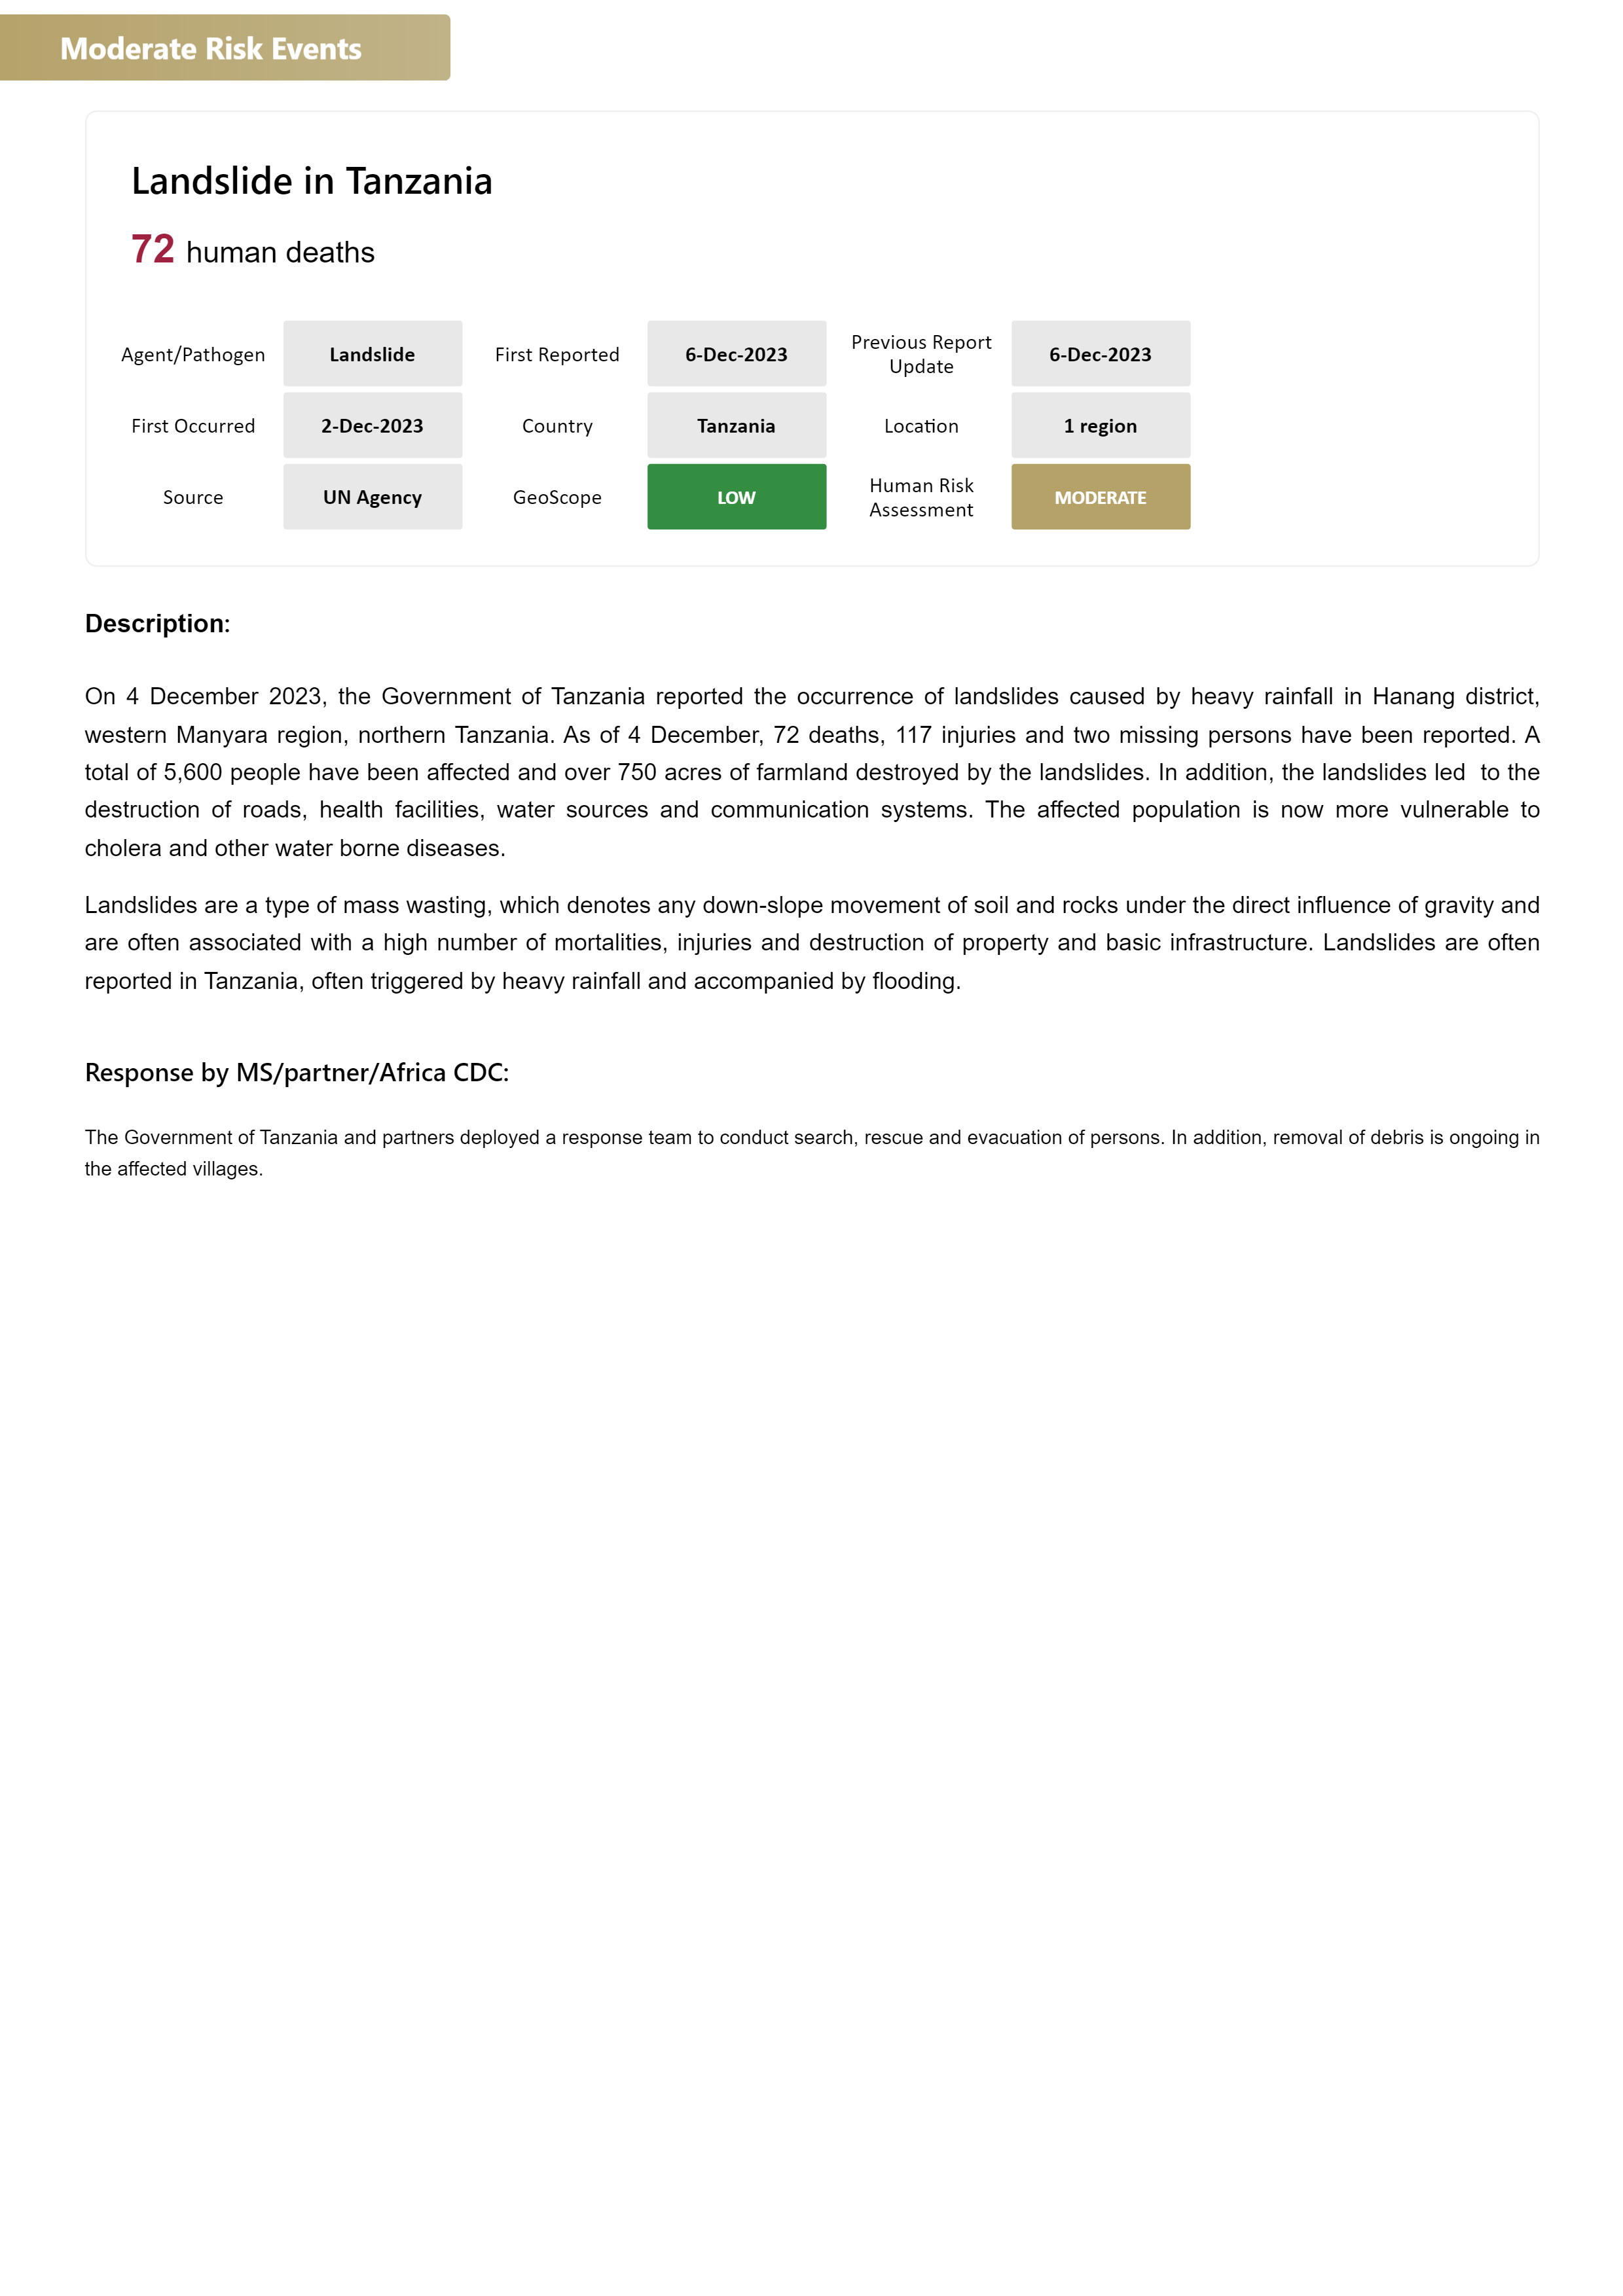 Moderate Risk Events
Landslide in Tanzania
72 human deaths
Agent/Pathogen Landslide First Reported 6-Dec-2023 Previous Report Update 6-Dec-2023
First Occurred 2-Dec-2023 Country Tanzania Location 1 region
Source UN Agency GeoScope LOW Human Risk Assessment MODERATE
Description:
On 4 December 2023, the Government of Tanzania reported the occurrence of landslides caused by heavy rainfall in Hanang district,
western Manyara region, northern Tanzania. As of 4 December, 72 deaths, 117 injuries and two missing persons have been reported. A
total of 5,600 people have been affected and over 750 acres of farmland destroyed by the landslides. In addition, the landslides led to the
destruction of roads, health facilities, water sources and communication systems. The affected population is now more vulnerable to
cholera and other water borne diseases.
Landslides are a type of mass wasting, which denotes any down-slope movement of soil and rocks under the direct influence of gravity and
are often associated with a high number of mortalities, injuries and destruction of property and basic infrastructure. Landslides are often
reported in Tanzania, often triggered by heavy rainfall and accompanied by flooding.
Response by MS/partner/Africa CDC:
The Government of Tanzania and partners deployed a response team to conduct search, rescue and evacuation of persons. In addition, removal of debris is ongoing in
the affected villages.